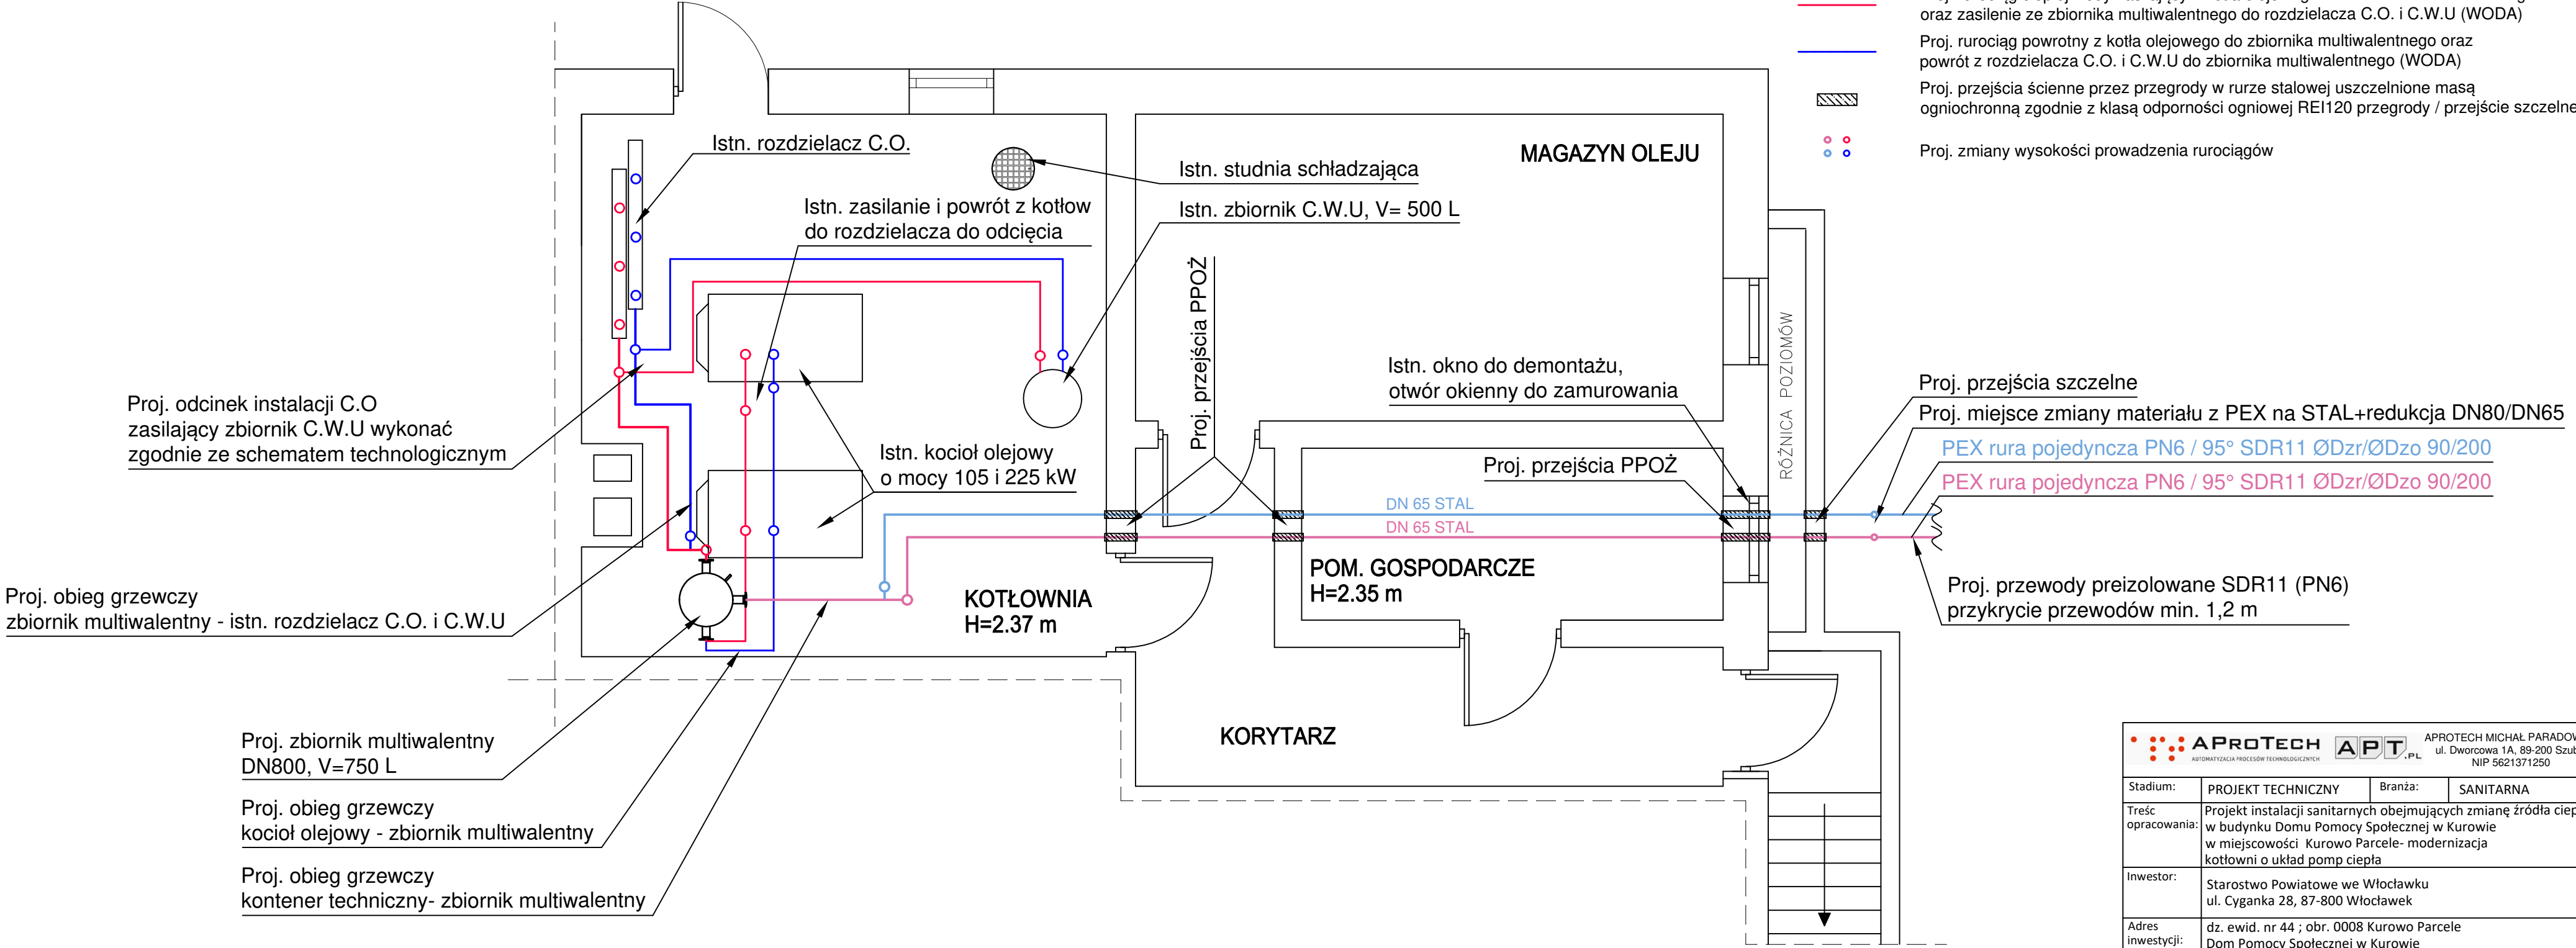 oraz zasilenie ze zbiornika multiwalentnego do rozdzielacza C.O. i C.W.U (WODA)
Proj. rurociąg powrotny z kotła olejowego do zbiornika multiwalentnego oraz
powrót z rozdzielacza C.O. i C.W.U do zbiornika multiwalentnego (WODA)
Proj. przejścia ścienne przez przegrody w rurze stalowej uszczelnione masą
ogniochronną zgodnie z klasą odporności ogniowej REI120 przegrody / przejście szczelne
Proj. zmiany wysokości prowadzenia rurociągów
Istn. rozdzielacz C.O.
MAGAZYN OLEJU
Istn. studnia schładzająca
Istn. zasilanie i powrót z kotłow
do rozdzielacza do odcięcia
Istn. zbiornik C.W.U, V= 500 L
Proj. przejścia PPOŻ
RÓŻNICA POZIOMÓW
Istn. okno do demontażu,
otwór okienny do zamurowania
Proj. przejścia szczelne
Proj. miejsce zmiany materiału z PEX na STAL+redukcja DN80/DN65
PEX rura pojedyncza PN6 / 95° SDR11 ØDzr/ØDzo 90/200
PEX rura pojedyncza PN6 / 95° SDR11 ØDzr/ØDzo 90/200
Proj. odcinek instalacji C.O
zasilający zbiornik C.W.U wykonać
zgodnie ze schematem technologicznym
Istn. kocioł olejowy
o mocy 105 i 225 kW
Proj. przejścia PPOŻ
DN 65 STAL
DN 65 STAL
POM. GOSPODARCZE
H=2.35 m
KOTŁOWNIA
H=2.37 m
Proj. przewody preizolowane SDR11 (PN6)
przykrycie przewodów min. 1,2 m
Proj. obieg grzewczy
zbiornik multiwalentny - istn. rozdzielacz C.O. i C.W.U
KORYTARZ
Proj. zbiornik multiwalentny
DN800, V=750 L
Proj. obieg grzewczy
kocioł olejowy - zbiornik multiwalentny
Proj. obieg grzewczy
kontener techniczny- zbiornik multiwalentny
APROTECH
AUTOMATYZACJA PROCESÓW TECHNOLOGICZNYCH
APT.PL
APROTECH MICHAŁ PARADOW
ul. Dworcowa 1A, 89-200 Szub
NIP 5621371250
Stadium: PROJEKT TECHNICZNY Branża: SANITARNA
Treść opracowania: Projekt instalacji sanitarnych obejmujących zmianę źródła ciep
w budynku Domu Pomocy Społecznej w Kurowie
w miejscowości Kurowo Parcele- modernizacja
kotłowni o układ pomp ciepła
Inwestor: Starostwo Powiatowe we Włocławku
ul. Cyganka 28, 87-800 Włocławek
Adres inwestycji: dz. ewid. nr 44 ; obr. 0008 Kurowo Parcele
Dom Pomocy Społecznej w Kurowie